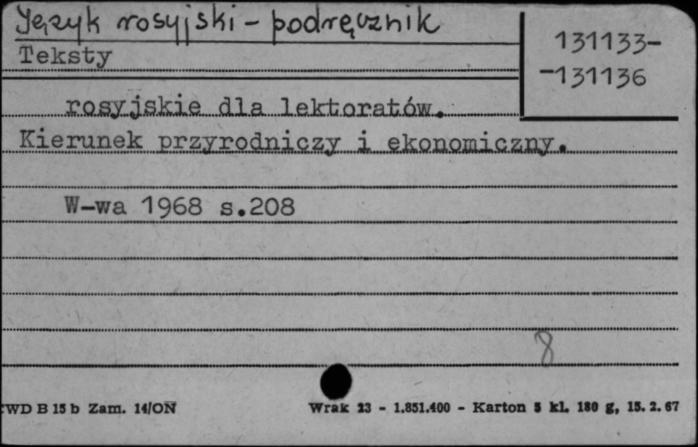 Język rosyjski - podręcznik
131133-
-131136
Teksty
rosyjskie dla lektoratów.
Kierunek przyrodniczy i ekonomiczny.
W-wa 1968 s.208
8
WD B 15 b Zam. 14/ON
Wrak 23 - 1.851.400 - Karton 5 kl. 180 g, 15. 2. 67